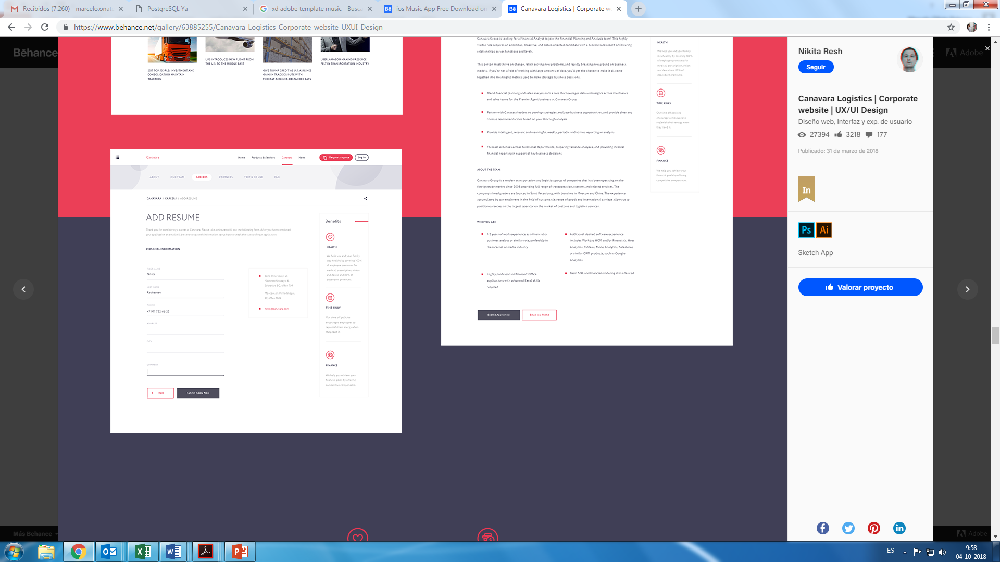 Recibidos (7.260) - marcelo.onate
PostgreSQL Ya
xd adobe template music - Busca
ios Music App Free Download on
Canavara Logistics | Corporate w
https://www.behance.net/gallery/63885255/Canavara-Logistics-Corporate-website-UXUI-Design
Bēhance
Adobe
2017 TOP 50 3PLS: INVESTMENT AND
CONSOLIDATION MAINTAIN
TRACTION
UPS INTRODUCES NEW FLIGHT FROM
THE U.S. TO THE MIDDLE EAST
GIVE TRUMP CREDIT AS U.S. AIRLINES
GAIN IN TRADE DISPUTE WITH
MIDEAST AIRLINES, DELTA EXEC SAYS
UBER, AMAZON MAKING PRESENCE
FELT IN TRANSPORTATION INDUSTRY
Canavara
Home
Products & Services
Canavara
News
Request a quote
Log in
ABOUT
OUR TEAM
CAREERS
PARTNERS
TERMS OF USE
FAQ
CANAVARA / CAREERS / ADD RESUME
ADD RESUME
Thank you for considering a career at Canavara. Please take a minute to fill out the following form. After you have completed
your application an email will be sent to you with information about how to check the status of your application.
PERSONAL INFORMATION
FIRST NAME
Nikita
LAST NAME
Resheteev
PHONE
+7 911 722 66 22
ADDRESS
CITY
COMMENT
Back
Submit Apply Now
Saint Petersburg, ul.
Sobranye BC, office 709
Moscow, pr. Vernadskogo,
29, office 1604
hello@canavara.com
Benefits
HEALTH
We help you and your family
stay healthy by covering 100%
of employee premiums for
medical, prescription, vision
and dental and 80% of
dependent premiums.
TIME AWAY
Our time off policies
encourages employees to
replenish their energy when
they need it.
FINANCE
We help you achieve your
financial goals by offering
competitive compensatio.
Canavara Group is looking for a Financial Analyst to join the Financial Planning and Analysis team! This highly
visible role requires an ambitious, proactive, and detail-oriented candidate with a proven track record of fostering
relationships across functions and levels.
This person must thrive on change, relish solving new problems, and rapidly breaking new ground on business
models. If you're not afraid of working with large amounts of data, you'll get the chance to make it all come
together into meaningful metrics used to make strategic business decisions.
Blend financial planning and sales analysis into a role that leverages data and insights across the finance
and sales teams for the Premier Agent business at Canavara Group
Partner with Canavara leaders to develop strategies, evaluate business opportunities, and provide clear and
concise recommendations based on your thorough analysis
Provide intelligent, relevant and meaningful weekly, periodic and ad-hoc reporting or analysis
Forecast expenses across functional departments, preparing variance analyses, and providing internal
financial reporting in support of key business decisions
ABOUT THE TEAM
Canavara Group is a modern transportation and logistics group of companies that has been operating on the
foreign trade market since 2008 providing full range of transportation, customs and related services. The
company's headquarters are located in Saint Petersburg, with branches in Moscow and China. The experience
accumulated by our employees in the field of customs clearance of goods and international carriage allows us to
position ourselves as the largest operator on the market of customs and logistics services.
WHO YOU ARE
1-2 years of work experience as a financial or
business analyst or similar role, preferably in
the internet or media industry
Highly proficient in Microsoft Office
applications with advanced Excel skills
required
Additional desired software experience
includes Workday HCM and/or Financials, Host
Analytics, Tableau, Mode Analytics, Salesforce
or similar CRM products, such as Google
Analytics
Basic SQL and financial modeling skills desired
Submit Apply Now
Email to a friend
HEALTH
We help you and your family
stay healthy by covering 100%
of employee premiums for
medical, prescription, vision
and dental and 80% of
dependent premiums.
TIME AWAY
Our time off policies
encourages employees to
replenish their energy when
they need it.
FINANCE
We help you achieve your
financial goals by offering
competitive compensatio.
Nikita Resh
Seguir
Canavara Logistics | Corporate
website | UX/UI Design
Diseño web, Interfaz y exp. de usuario
27394
3218
177
Publicado: 31 de marzo de 2018
In
Ps
Ai
Sketch App
Valorar proyecto
Más Behance
Adobe
ES
9:58
04-10-2018